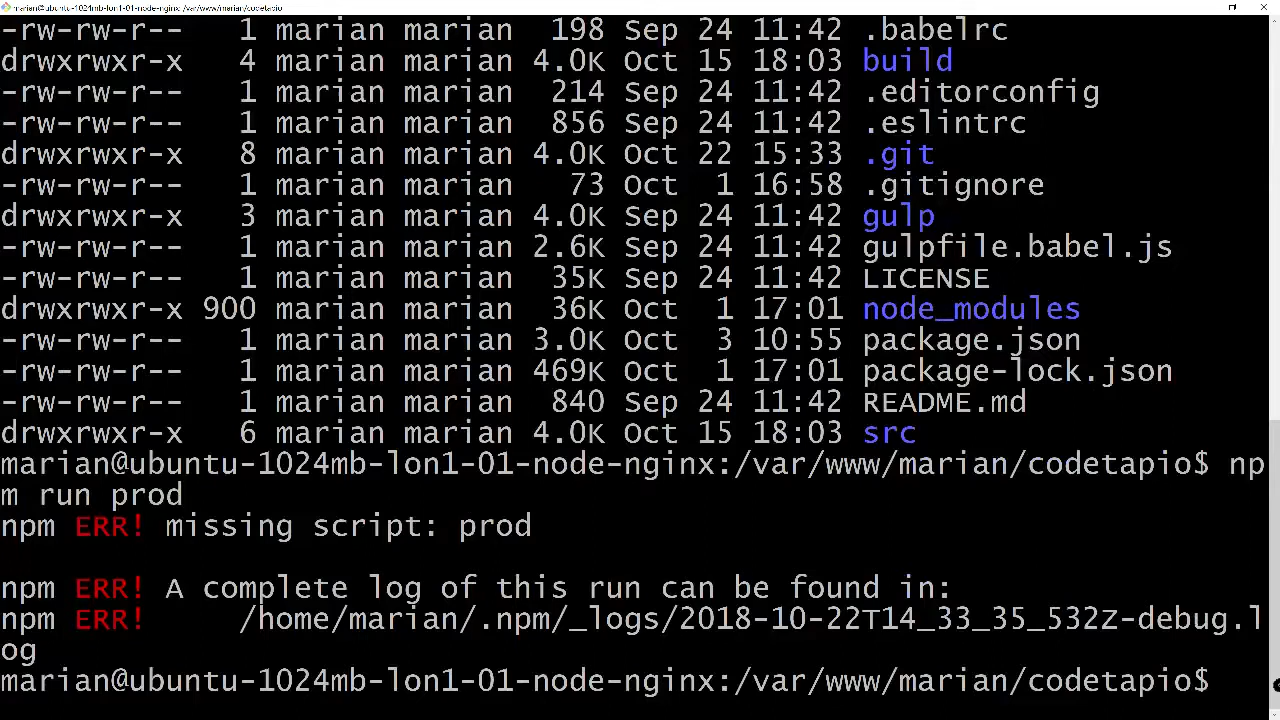 marian@ubuntu-1024mb-lon1-01-node-nginx: /var/www/marian/codetapio
-rw-rw-r-- 1 marian marian 198 Sep 24 11:42 .babelrc
drwxrwxr-x 4 marian marian 4.0K Oct 15 18:03 build
-rw-rw-r-- 1 marian marian 214 Sep 24 11:42 .editorconfig
-rw-rw-r-- 1 marian marian 856 Sep 24 11:42 .eslintrc
drwxrwxr-x 8 marian marian 4.0K Oct 22 15:33 .git
-rw-rw-r-- 1 marian marian 73 Oct 1 16:58 .gitignore
drwxrwxr-x 3 marian marian 4.0K Sep 24 11:42 gulp
-rw-rw-r-- 1 marian marian 2.6K Sep 24 11:42 gulpfile.babel.js
-rw-rw-r-- 1 marian marian 35K Sep 24 11:42 LICENSE
drwxrwxr-x 900 marian marian 36K Oct 1 17:01 node_modules
-rw-rw-r-- 1 marian marian 3.0K Oct 3 10:55 package.json
-rw-rw-r-- 1 marian marian 469K Oct 1 17:01 package-lock.json
-rw-rw-r-- 1 marian marian 840 Sep 24 11:42 README.md
drwxrwxr-x 6 marian marian 4.0K Oct 15 18:03 src
marian@ubuntu-1024mb-lon1-01-node-nginx:/var/www/marian/codetapio$ np
m run prod
npm ERR! missing script: prod
npm ERR! A complete log of this run can be found in:
npm ERR! /home/marian/.npm/_logs/2018-10-22T14_33_35_532Z-debug.l
og
marian@ubuntu-1024mb-lon1-01-node-nginx:/var/www/marian/codetapio$